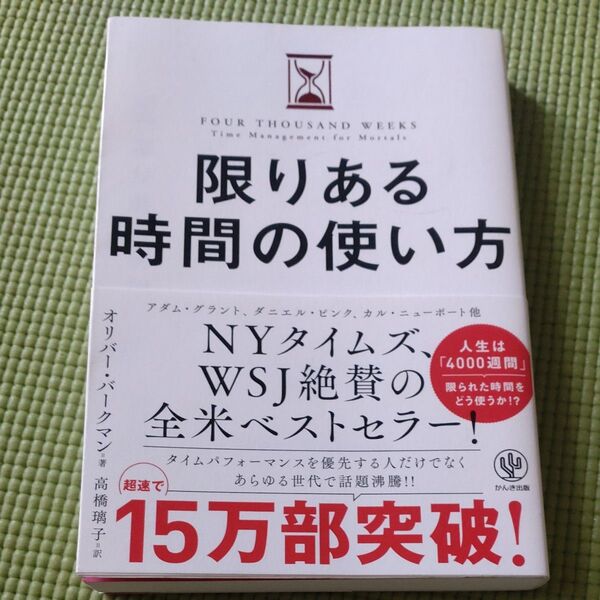 FOUR THOUSAND WEEKS
Time Management for Mortals
限りある
時間の使い方
アダム・グラント、ダニエル・ピンク、カル・ニューポート他
NYタイムズ、
WSJ絶賛の
全米ベストセラー!
人生は
「4000週間」
限られた時間を
どう使うか!?
オリバー・バークマン=著
高橋璃子=訳
タイムパフォーマンスを優先する人だけでなく
あらゆる世代で話題沸騰!!
かんき出版
超速で
15万部突破!